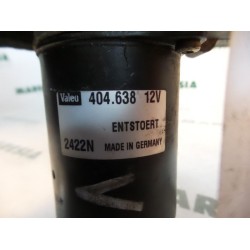 Valeo 404.638 12V
ENTSTOERT
2422N MADE IN GERMANY